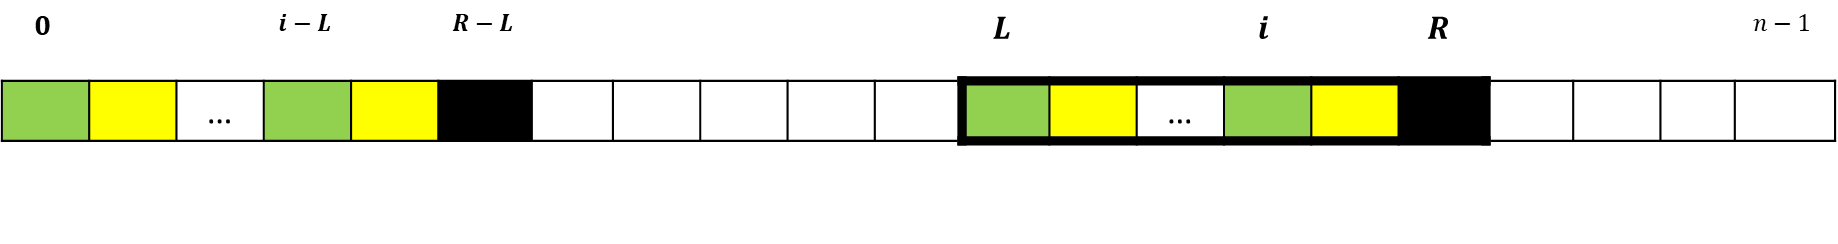 0 i − L R − L L i R n − 1
... ...